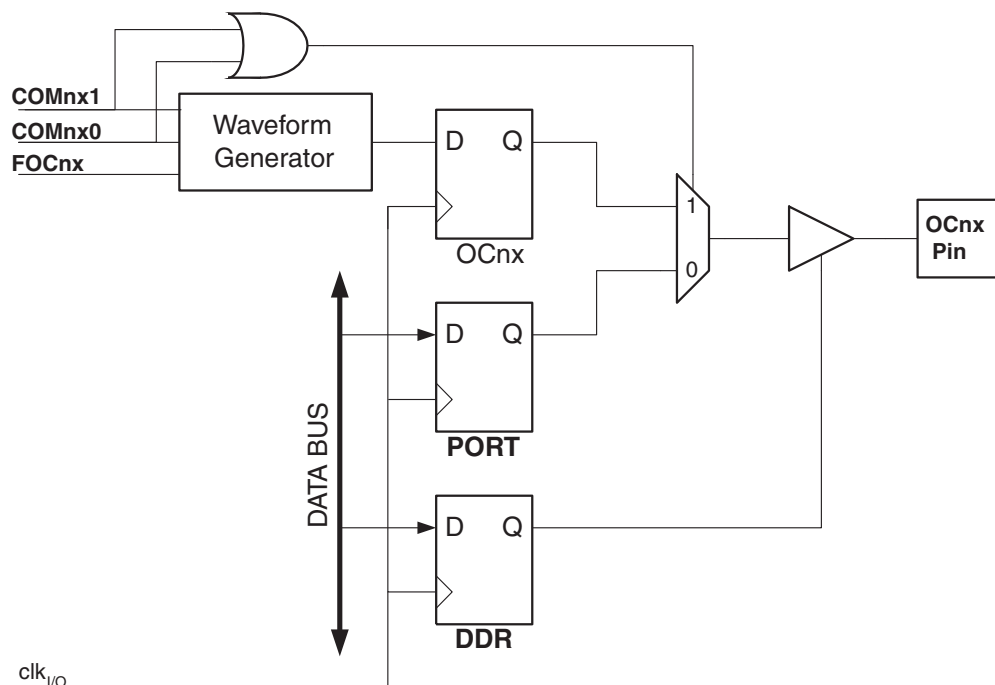 COMnx1
COMnx0
FOCnx
Waveform
Generator
D Q
OCnx
1
0
OCnx
Pin
D Q
PORT
DATA BUS
D Q
DDR
clkI/O